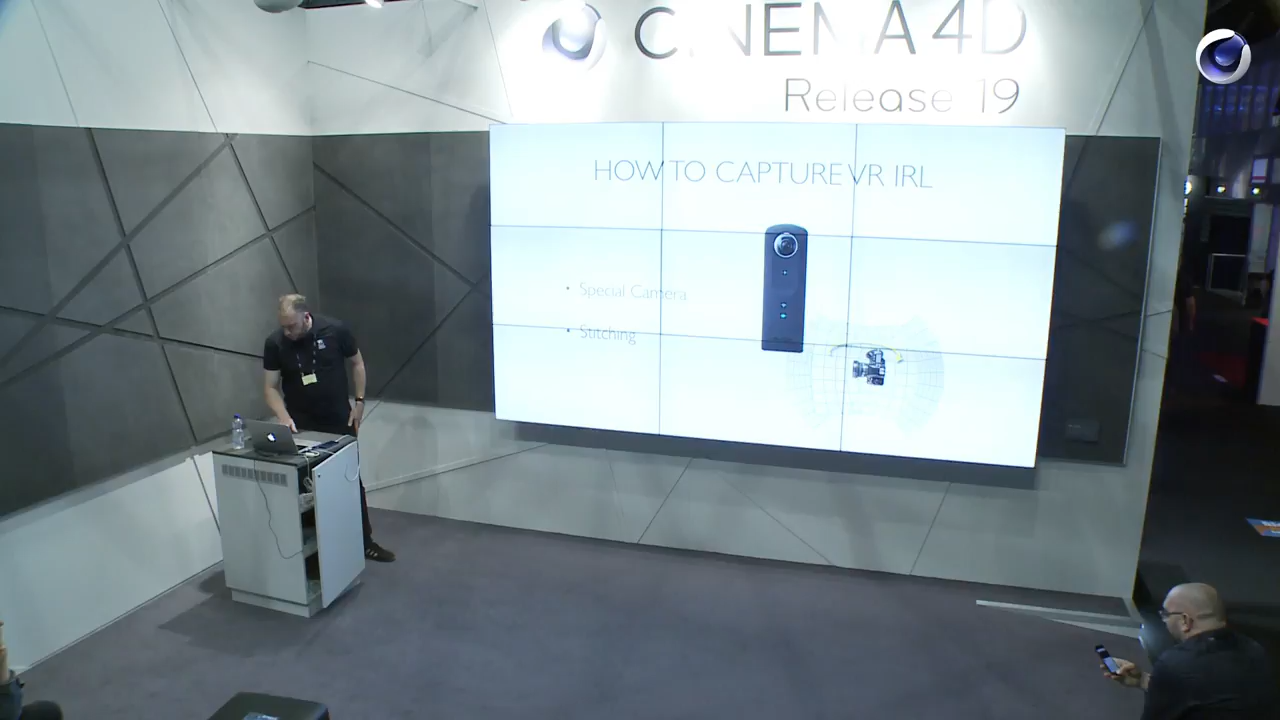 CINEMA 4D
Release 19
HOW TO CAPTURE VR IRL
• Special Camera
• Stitching